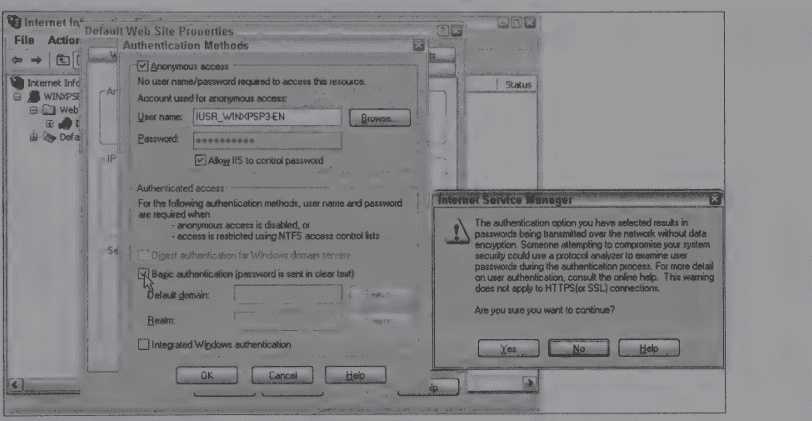 Internet In
File Action
Internet Info
WINXPSP
Web
D
Defa
Status
Default Web Site Properties
Authentication Methods
Anonymous access
No user name/password required to access this resource.
Account used for anonymous access:
User name: IUSR_WINXPSP3-EN Browse...
Password: **********
Allow IIS to control password
Authenticated access
For the following authentication methods, user name and password
are required when
- anonymous access is disabled, or
- access is restricted using NTFS access control lists
Digest authentication for Windows domain servers
Basic authentication (password is sent in clear text)
Default domain:
Realm:
Integrated Windows authentication
OK Cancel Help
Internet Service Manager
The authentication option you have selected results in
passwords being transmitted over the network without data
encryption. Someone attempting to compromise your system
security could use a protocol analyzer to examine user
passwords during the authentication process. For more detail
on user authentication, consult the online help. This warning
does not apply to HTTPS(or SSL) connections.
Are you sure you want to continue?
Yes No Help